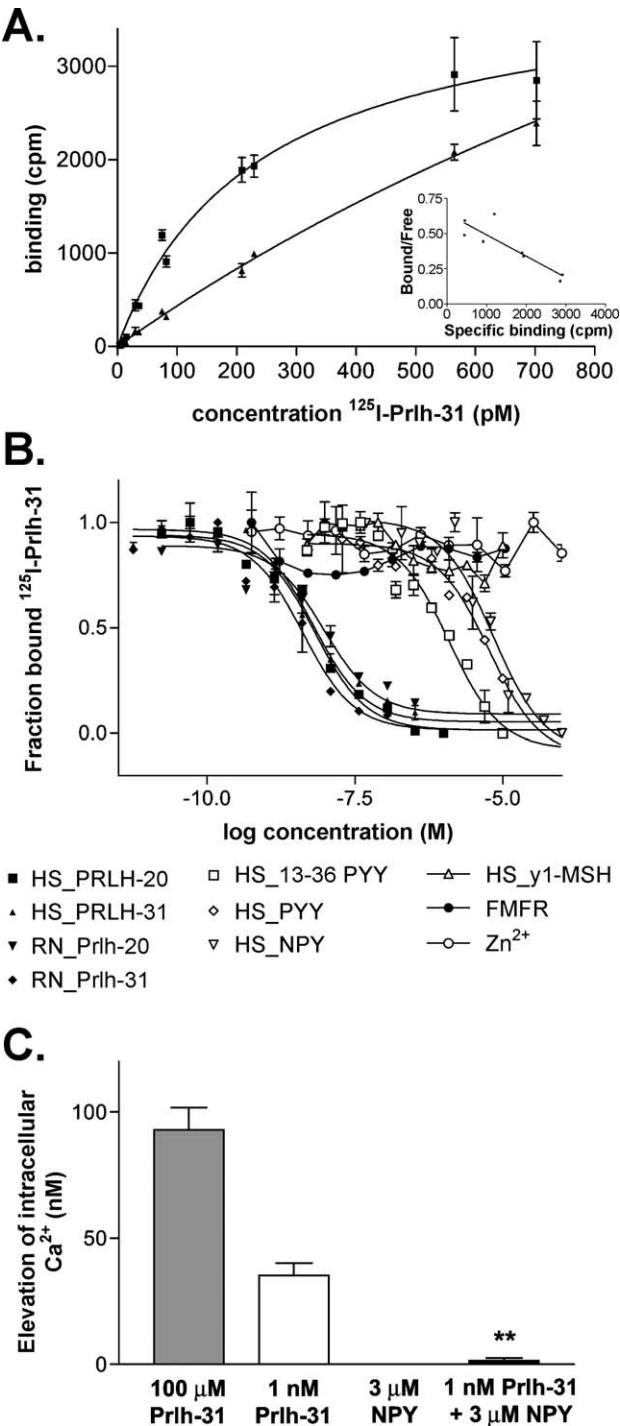 A.
3000
2000
1000
0
binding (cpm)
0 100 200 300 400 500 600 700 800
concentration ¹²⁵I-Prlh-31 (pM)
0.75
0.50
0.25
0.00
Bound/Free
0 1000 2000 3000 4000
Specific binding (cpm)
B.
1.0
0.5
0.0
Fraction bound ¹²⁵I-Prlh-31
-10.0 -7.5 -5.0
log concentration (M)
HS_PRLH-20
HS_PRLH-31
RN_Prlh-20
RN_Prlh-31
HS_13-36 PYY
HS_PYY
HS_NPY
HS_y1-MSH
FMFR
Zn²⁺
C.
100
50
0
Elevation of intracellular
Ca²⁺ (nM)
**
100 µM
Prlh-31
1 nM
Prlh-31
3 µM
NPY
1 nM Prlh-31
+ 3 µM NPY